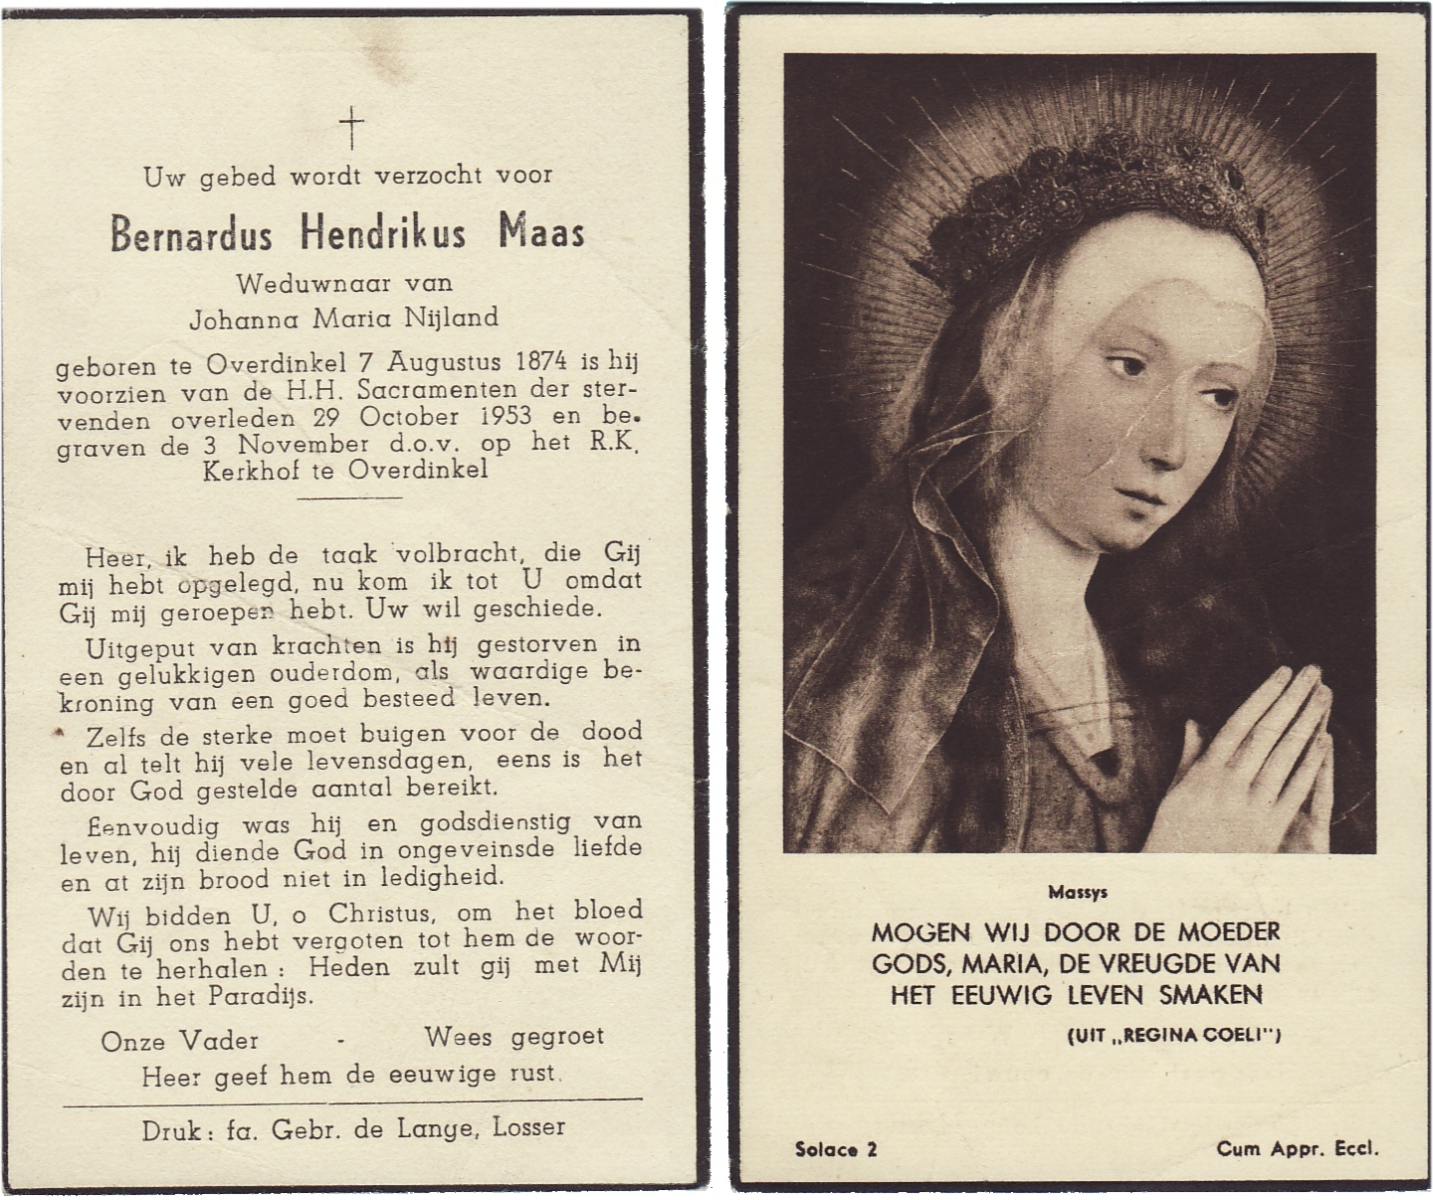 Uw gebed wordt verzocht voor
Bernardus Hendrikus Maas
Weduwnaar van
Johanna Maria Nijland
geboren te Overdinkel 7 Augustus 1874 is hij
voorzien van de H.H. Sacramenten der ster-
venden overleden 29 October 1953 en be-
graven de 3 November d.o.v. op het R.K.
Kerkhof te Overdinkel
Heer, ik heb de taak volbracht, die Gij
mij hebt opgelegd, nu kom ik tot U omdat
Gij mij geroepen hebt. Uw wil geschiede.
Uitgeput van krachten is hij gestorven in
een gelukkigen ouderdom, als waardige be-
kroning van een goed besteed leven.
Zelfs de sterke moet buigen voor de dood
en al telt hij vele levensdagen, eens is het
door God gestelde aantal bereikt.
Eenvoudig was hij en godsdienstig van
leven, hij diende God in ongeveinsde liefde
en at zijn brood niet in ledigheid.
Wij bidden U, o Christus, om het bloed
dat Gij ons hebt vergoten tot hem de woor-
den te herhalen : Heden zult gij met Mij
zijn in het Paradijs.
Onze Vader - Wees gegroet
Heer geef hem de eeuwige rust.
Druk : fa. Gebr. de Lange, Losser
Massys
MOGEN WIJ DOOR DE MOEDER
GODS, MARIA, DE VREUGDE VAN
HET EEUWIG LEVEN SMAKEN
(UIT „REGINA COELI")
Solace 2 Cum Appr. Eccl.